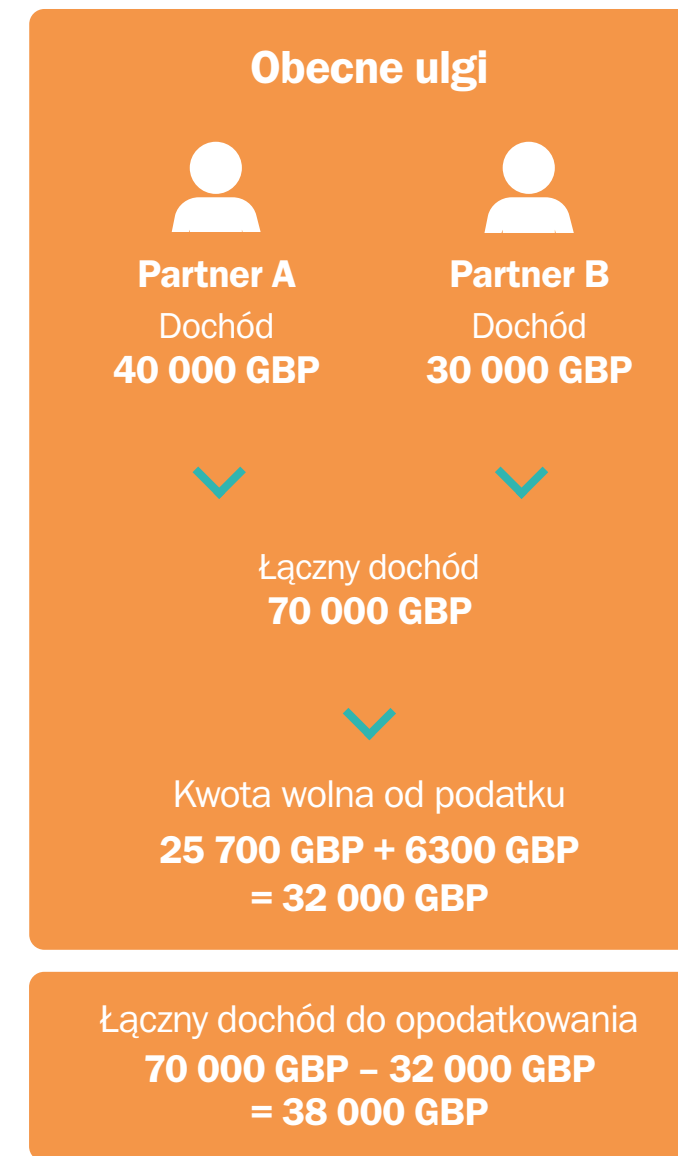 Obecne ulgi
Partner A
Dochód
40 000 GBP
Partner B
Dochód
30 000 GBP
Łączny dochód
70 000 GBP
Kwota wolna od podatku
25 700 GBP + 6300 GBP
= 32 000 GBP
Łączny dochód do opodatkowania
70 000 GBP – 32 000 GBP
= 38 000 GBP